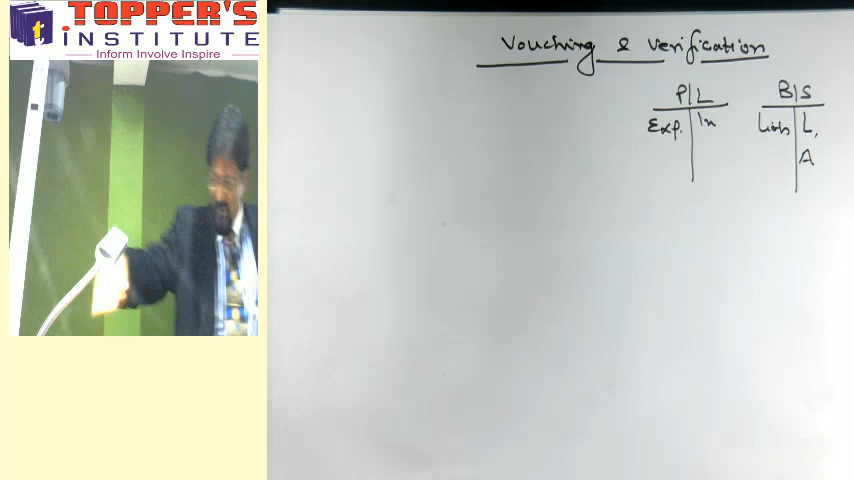 TOPPER'S
t iNSTITUTE
Inform Involve Inspire
Vouching & verification
P|L B|S
Exp. In Liab L,
A